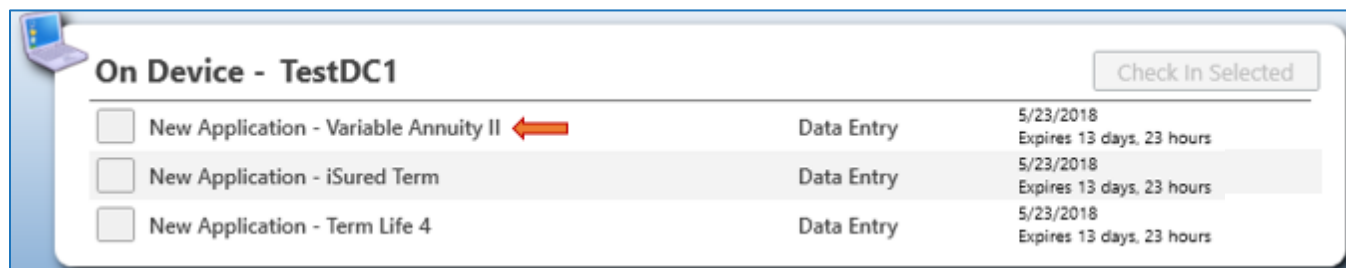 On Device - TestDC1
Check In Selected
New Application - Variable Annuity II
Data Entry
5/23/2018
Expires 13 days, 23 hours
New Application - iSured Term
Data Entry
5/23/2018
Expires 13 days, 23 hours
New Application - Term Life 4
Data Entry
5/23/2018
Expires 13 days, 23 hours